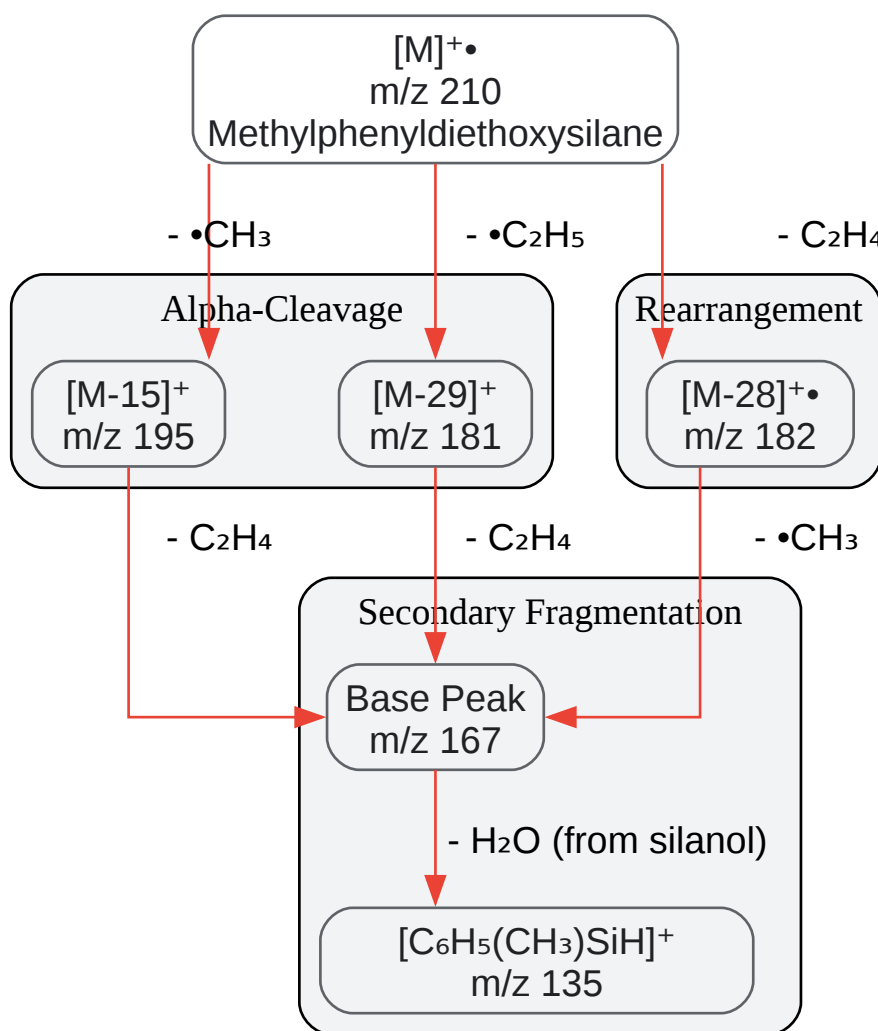 [M]⁺•
m/z 210
Methylphenyldiethoxysilane
- •CH₃
- •C₂H₅
- C₂H₄
Alpha-Cleavage
Rearrangement
[M-15]⁺
m/z 195
[M-29]⁺
m/z 181
[M-28]⁺•
m/z 182
- C₂H₄
- C₂H₄
- •CH₃
Secondary Fragmentation
Base Peak
m/z 167
- H₂O (from silanol)
[C₆H₅(CH₃)SiH]⁺
m/z 135